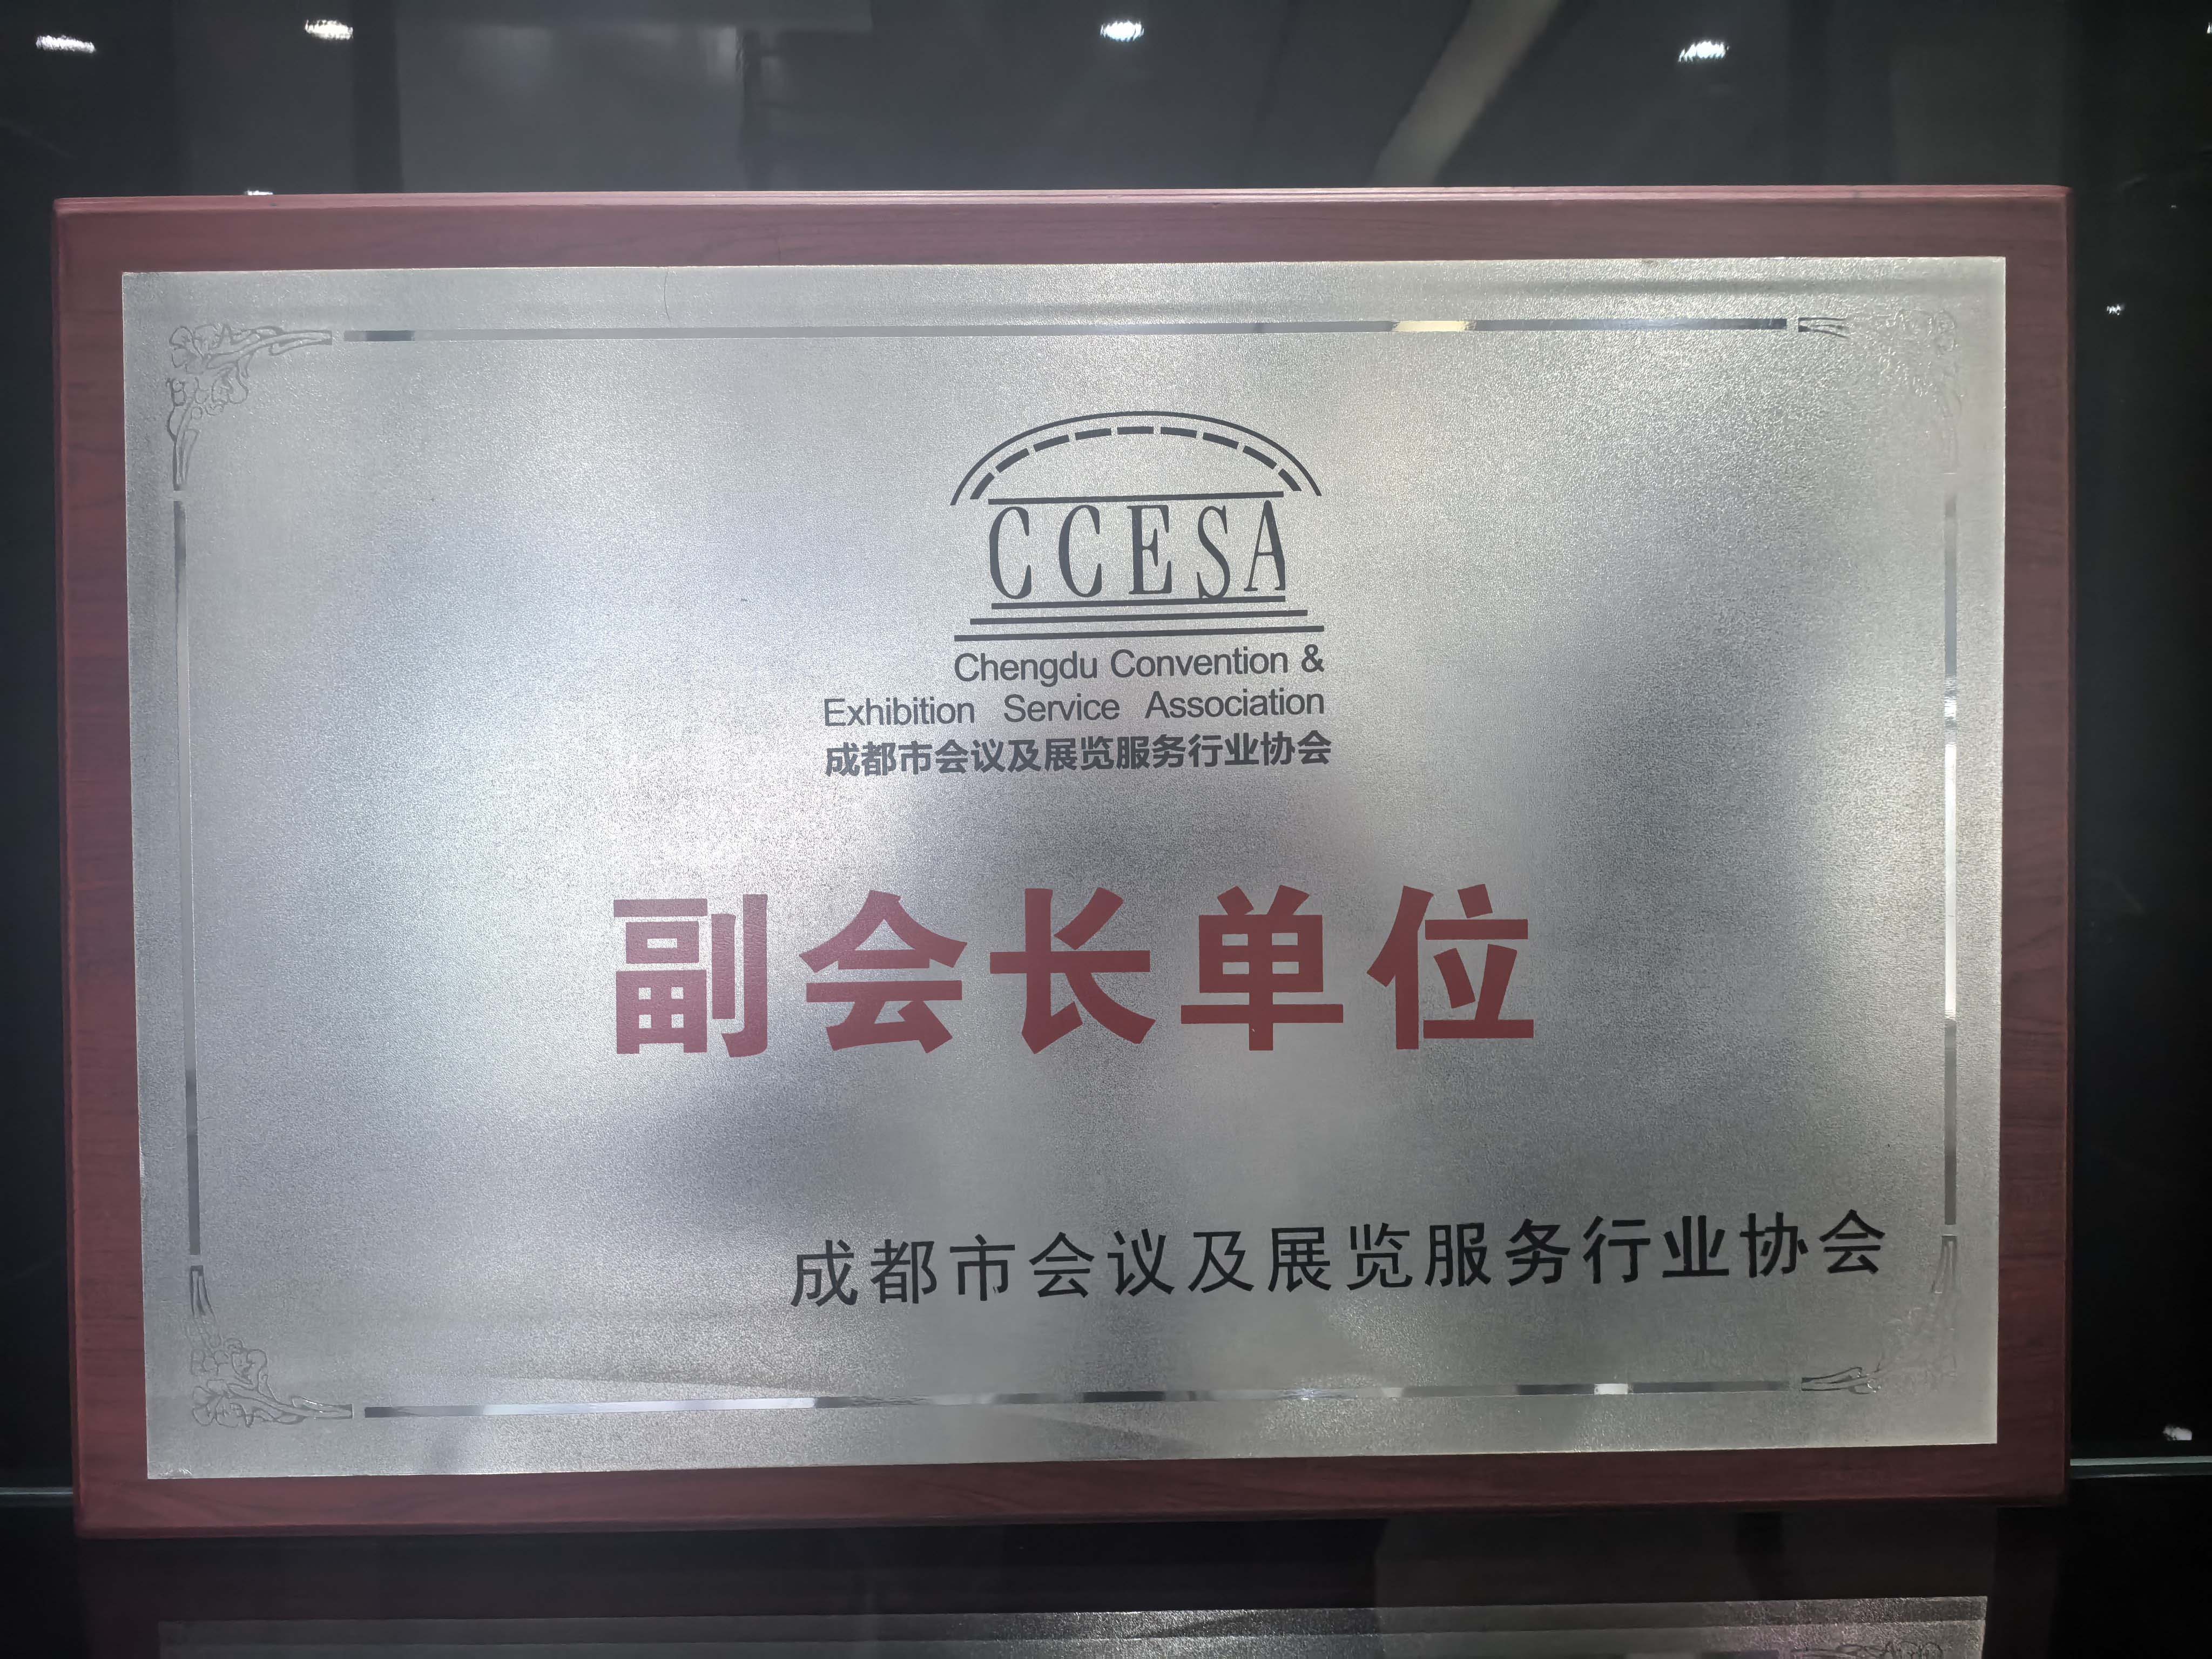 CCESA
Chengdu Convention &
Exhibition Service Association
成都市会议及展览服务行业协会
副会长单位
成都市会议及展览服务行业协会